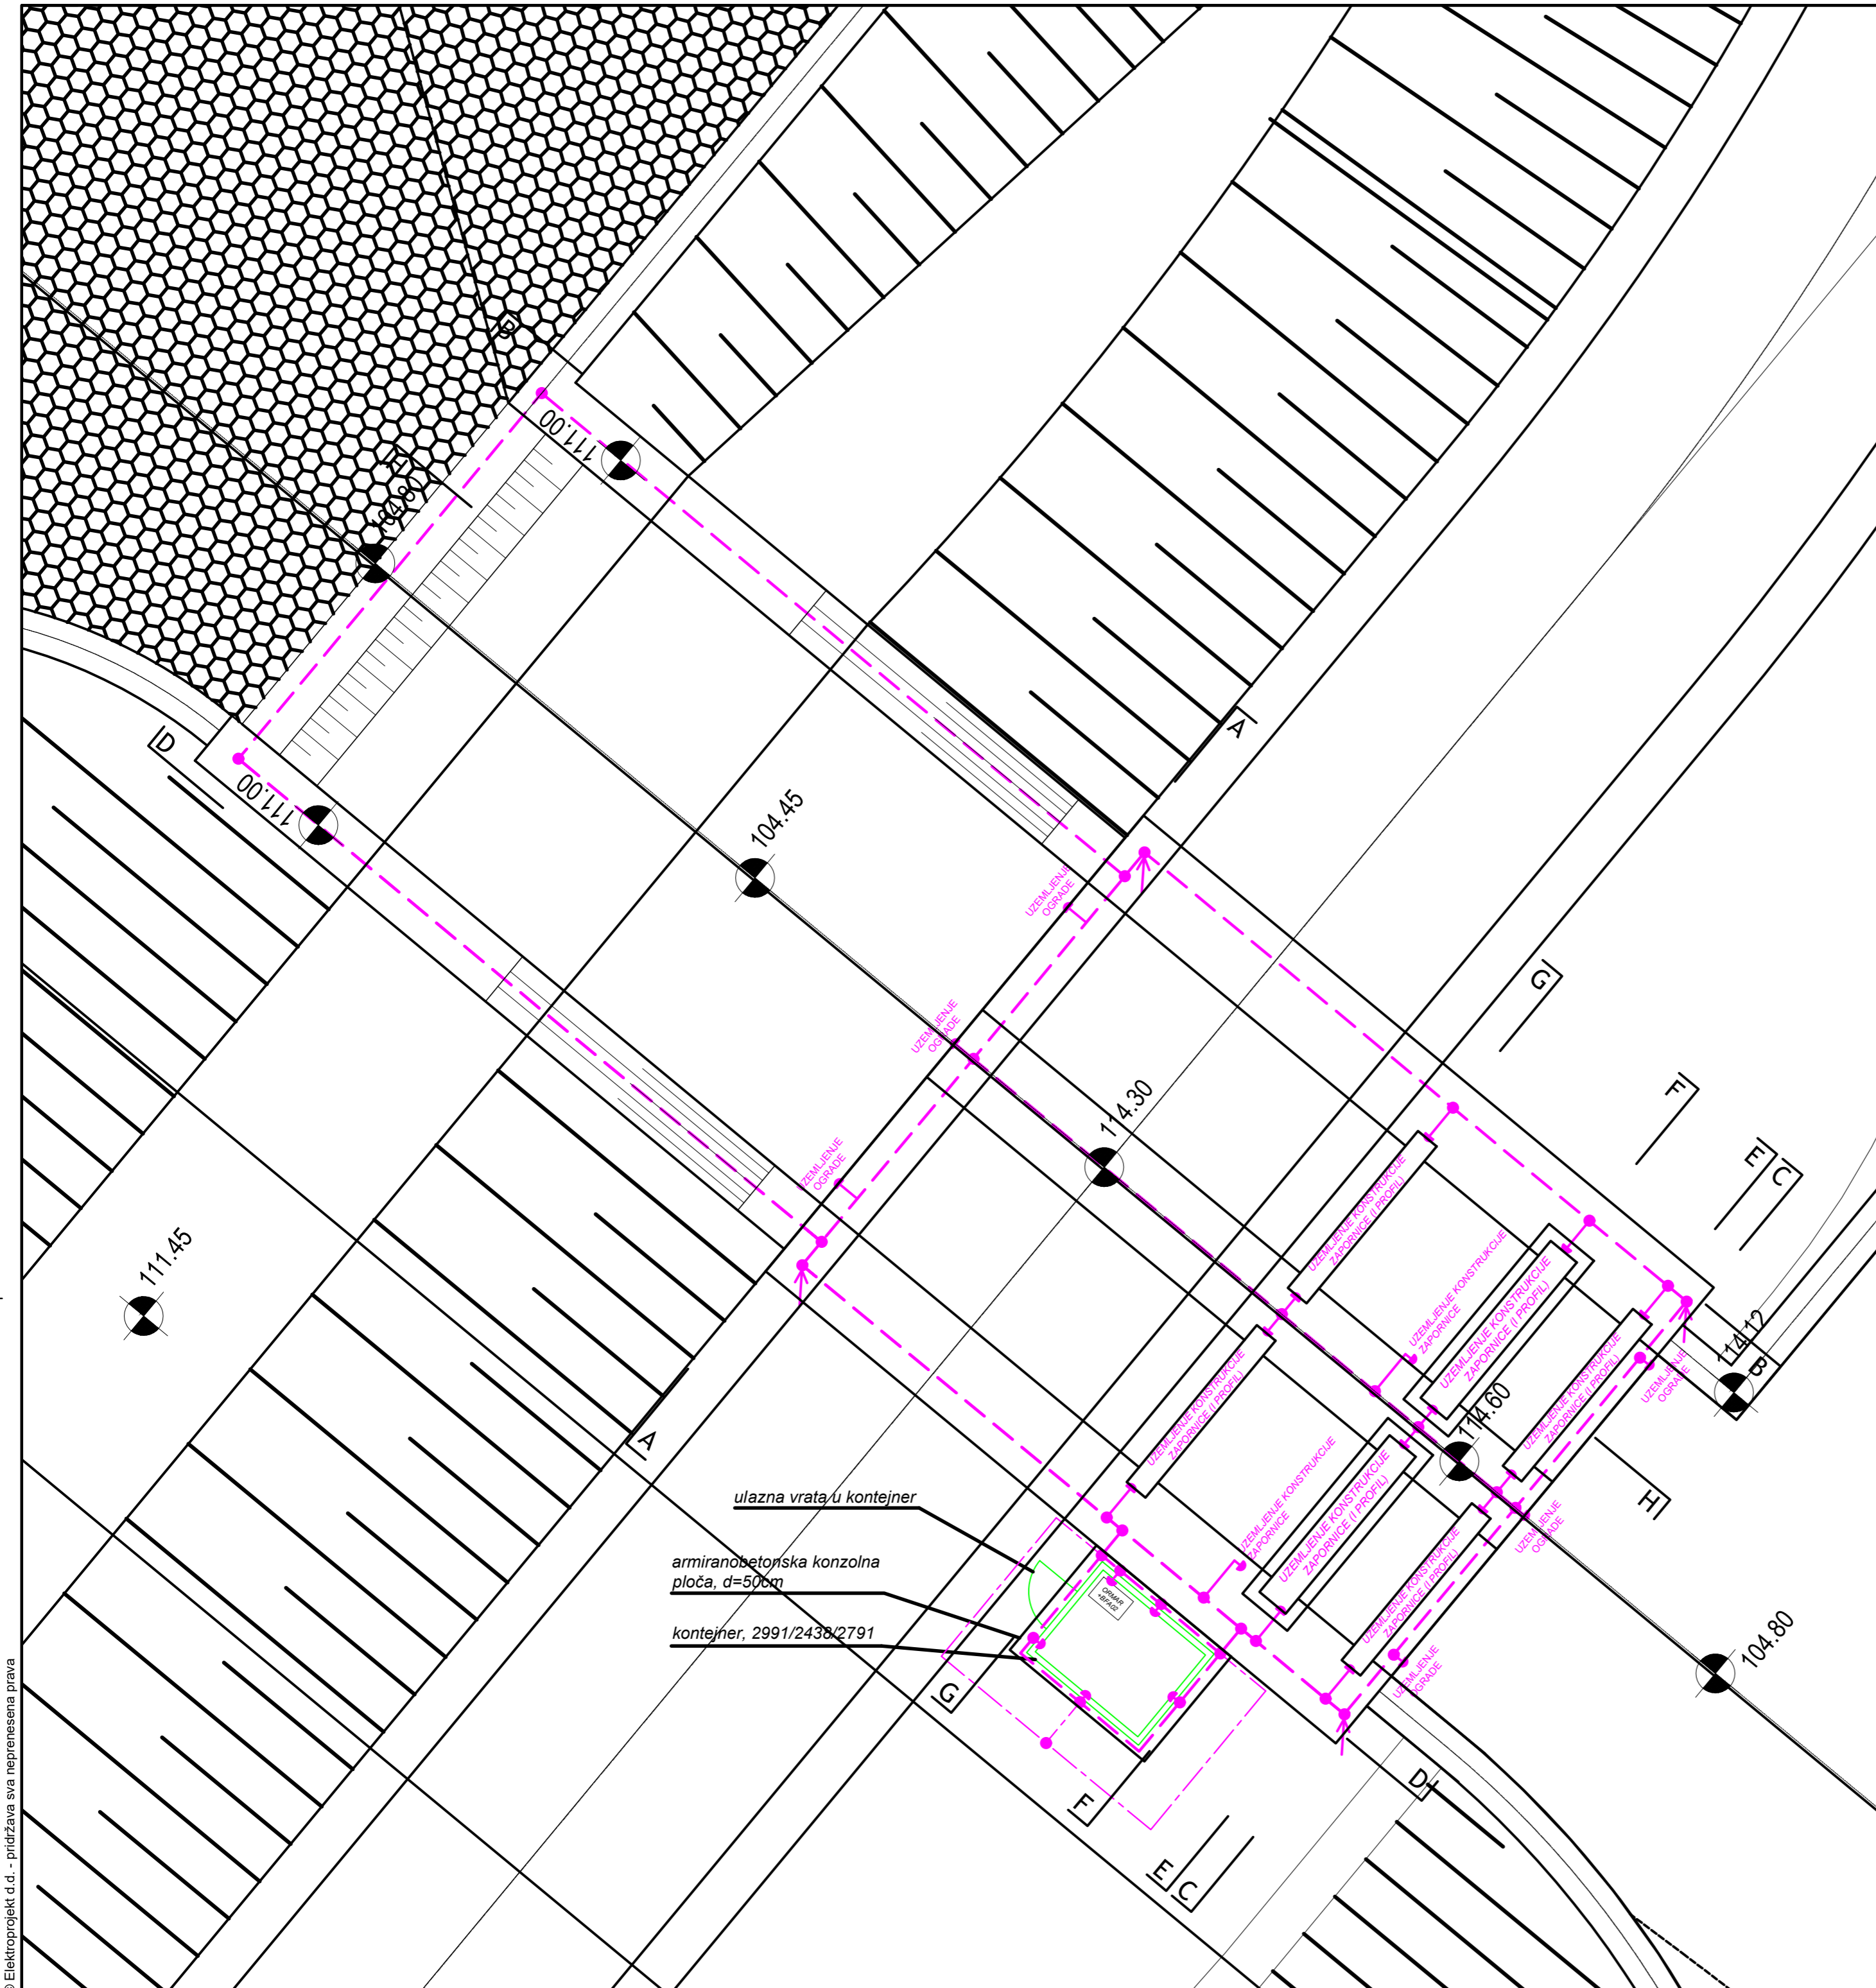 B
111.00
H
104.80
D
111.00
A
104.45
UZEMLJENJE
OGRADE
G
UZEMLJENJE
OGRADE
F
114.30
E
C
UZEMLJENJE
OGRADE
UZEMLJENJE KONSTRUKCIJE
ZAPORNICE (I PROFIL)
111.45
UZEMLJENJE KONSTRUKCIJE
ZAPORNICE
UZEMLJENJE KONSTRUKCIJE
ZAPORNICE (I PROFIL)
114.12
B
UZEMLJENJE KONSTRUKCIJE
ZAPORNICE (I PROFIL)
UZEMLJENJE KONSTRUKCIJE
ZAPORNICE (I PROFIL)
UZEMLJENJE
OGRADE
114.60
A
UZEMLJENJE KONSTRUKCIJE
ZAPORNICE
UZEMLJENJE KONSTRUKCIJE
ZAPORNICE (I PROFIL)
H
ulazna vrata u kontejner
UZEMLJENJE
OGRADE
armiranobetonska konzolna
ploča, d=50cm
ORMAR
+BFA02
UZEMLJENJE KONSTRUKCIJE
ZAPORNICE (I PROFIL)
kontejner, 2991/2438/2791
104.80
UZEMLJENJE
OGRADE
G
D
F
E
C
Elektroprojekt d.d. - pridržava sva neprenesena prava